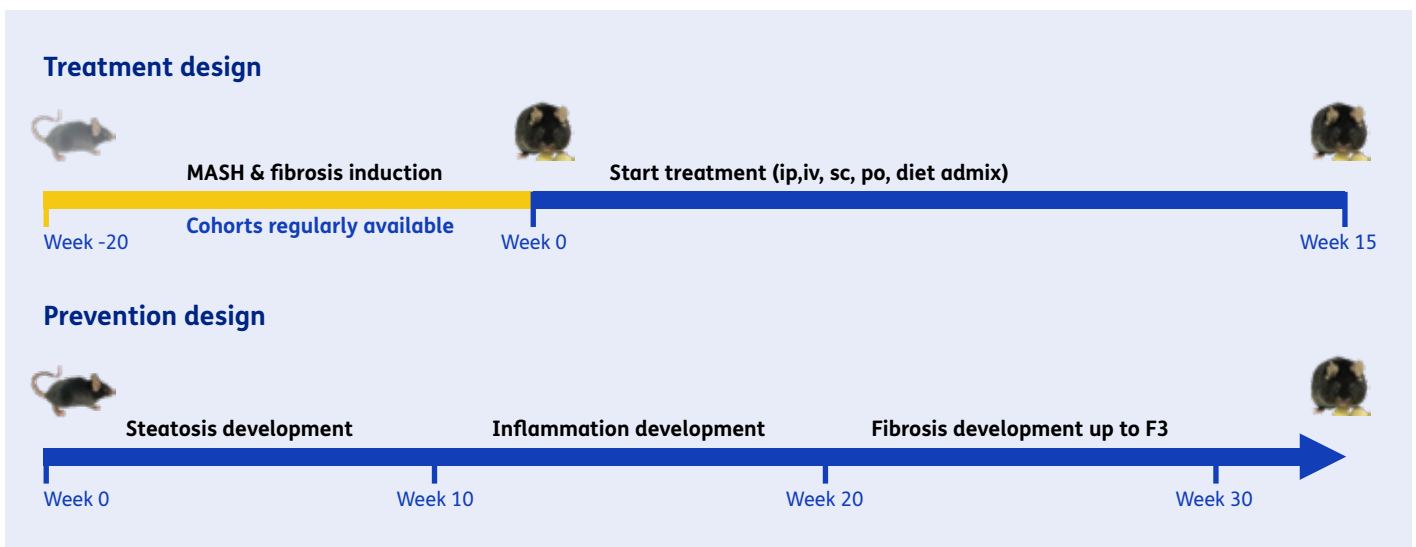 Treatment design
MASH & fibrosis induction
Start treatment (ip,iv, sc, po, diet admix)
Cohorts regularly available
Week -20
Week 0
Week 15
Prevention design
Steatosis development
Inflammation development
Fibrosis development up to F3
Week 0
Week 10
Week 20
Week 30